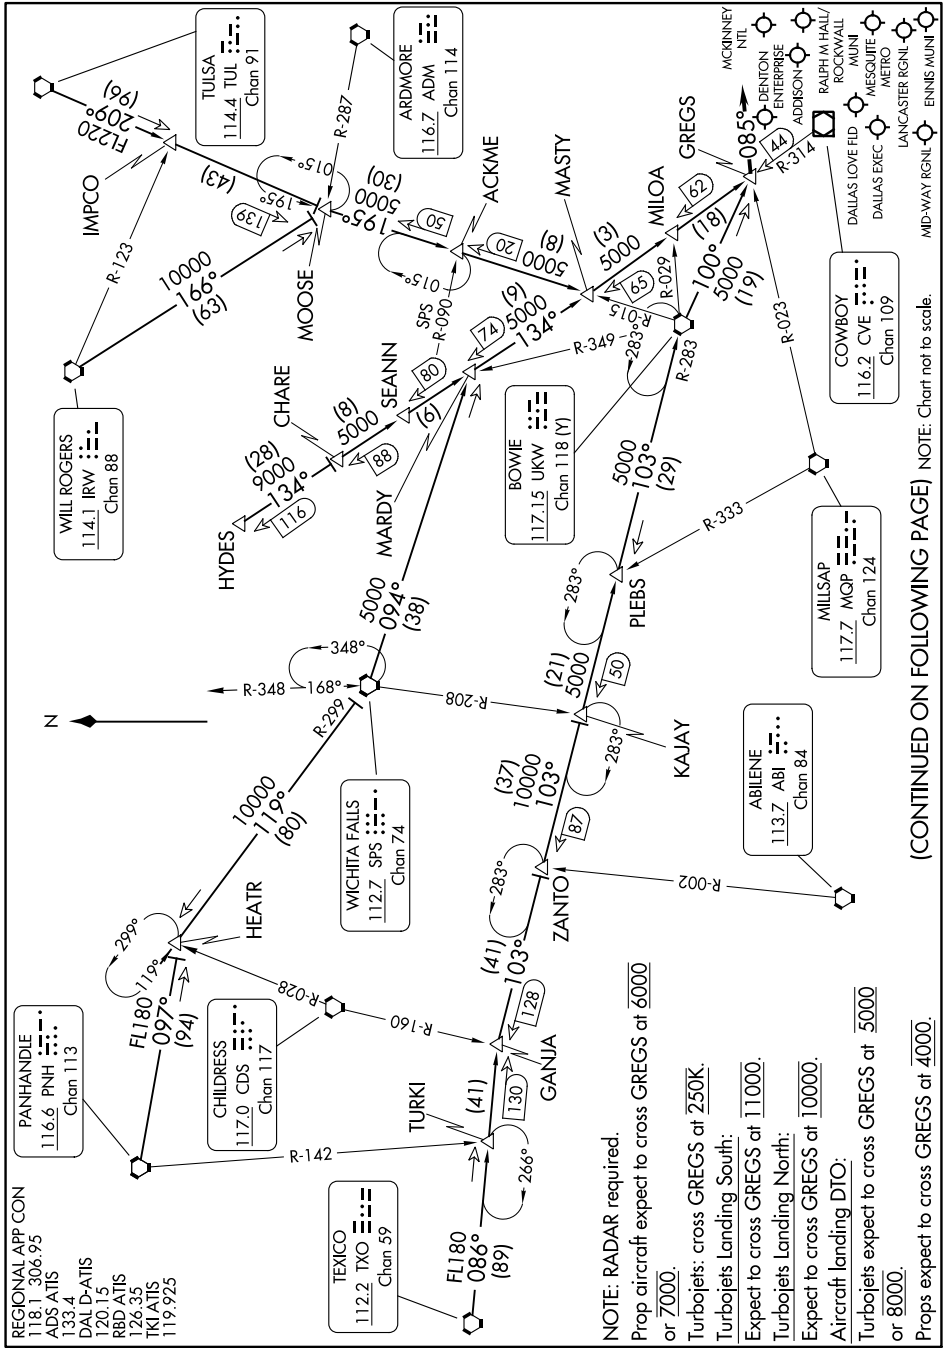 REGIONAL APP CON
118.1 306.95
ADS ATIS
133.4
DAL D-ATIS
120.15
RBD ATIS
126.35
TKI ATIS
119.925
PANHANDLE
116.6 PNH
Chan 113
CHILDRESS
117.0 CDS
Chan 117
TEXICO
112.2 TXO
Chan 59
WICHITA FALLS
112.7 SPS
Chan 74
WILL ROGERS
114.1 IRW
Chan 88
TULSA
114.4 TUL
Chan 91
ARDMORE
116.7 ADM
Chan 114
BOWIE
117.15 UKW
Chan 118 (Y)
COWBOY
116.2 CVE
Chan 109
MILLSAP
117.7 MQP
Chan 124
ABILENE
113.7 ABI
Chan 84
N
FL180
097°
(94)
119°
299°
HEATR
10000
119°
(80)
R-299
R-348
168°
348°
R-028
R-160
R-142
R-208
5000
094°
(38)
FL180
086°
(89)
266°
TURKI
(41)
130
GANJA
128
(41)
103°
283°
ZANTO
87
R-002
(37)
10000
103°
KAJAY
283°
50
(21)
5000
283°
PLEBS
R-333
5000
103°
(29)
R-283
283°
HYDES
116
(28)
9000
134°
CHARE
88
(8)
5000
SEANN
80
(6)
MARDY
74
(9)
5000
134°
R-349
R-015
R-029
65
MASTY
(3)
5000
MILOA
62
(18)
100°
5000
(19)
GREGS
085°
44
R-314
R-023
FL220
209°
(96)
IMPCO
R-123
(43)
10000
166°
(93)
MOOSE
139
195°
015°
R-287
195°
5000
(30)
50
ACKME
015°
SPS
R-090
20
5000
(8)
MCKINNEY
NTL
DENTON
ENTERPRISE
ADDISON
RALPH M HALL/
ROCKWALL
MUNI
MESQUITE
METRO
DALLAS LOVE FLD
DALLAS EXEC
LANCASTER RGNL
ENNIS MUNI
MID-WAY RGNL
NOTE: RADAR required.
Prop aircraft expect to cross GREGS at 6000
or 7000.
Turbojets: cross GREGS at 250K.
Turbojets Landing South:
Expect to cross GREGS at 11000.
Turbojets Landing North:
Expect to cross GREGS at 10000.
Aircraft landing DTO:
Turbojets expect to cross GREGS at 5000
or 8000.
Props expect to cross GREGS at 4000.
(CONTINUED ON FOLLOWING PAGE) NOTE: Chart not to scale.